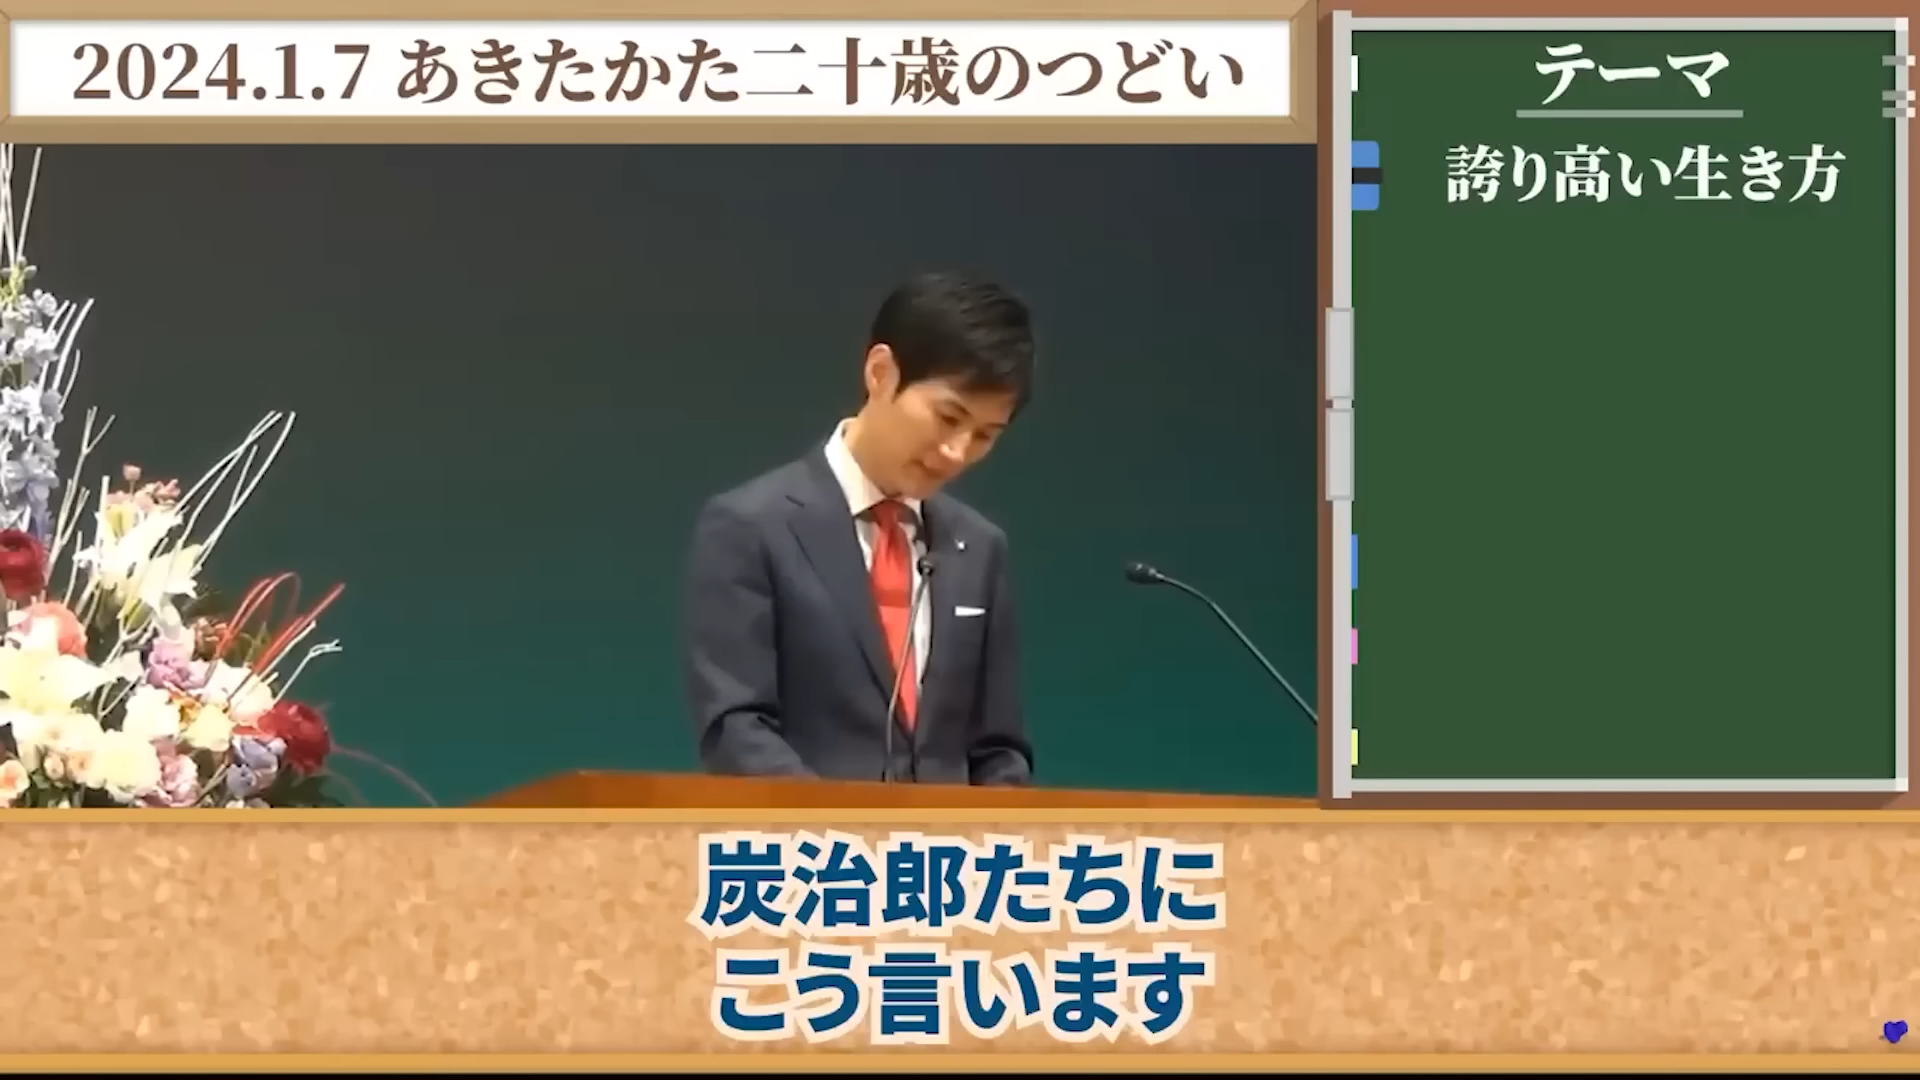 2024.1.7 あきたかた二十歳のつどい
テーマ
誇り高い生き方
炭治郎たちに
こう言います